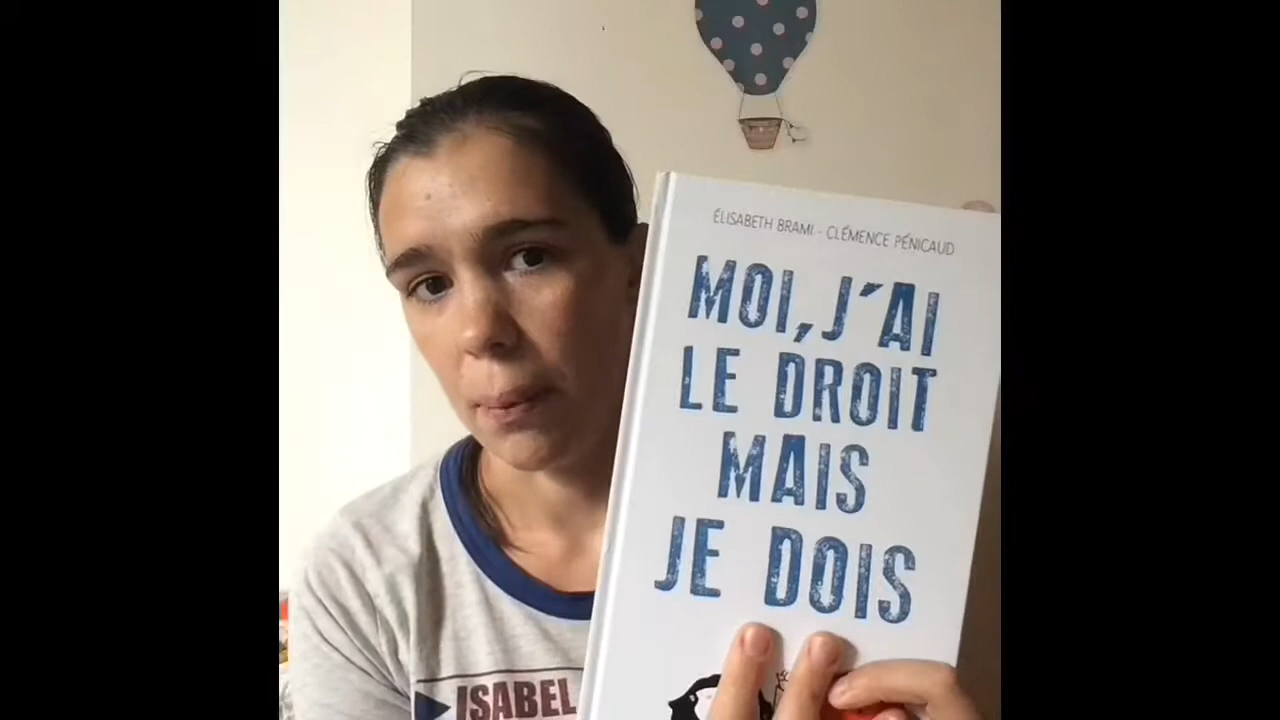 ÉLISABETH BRAMI - CLÉMENCE PÉNICAUD
MOI, J'AI
LE DROIT
MAIS
JE DOIS
ISABEL